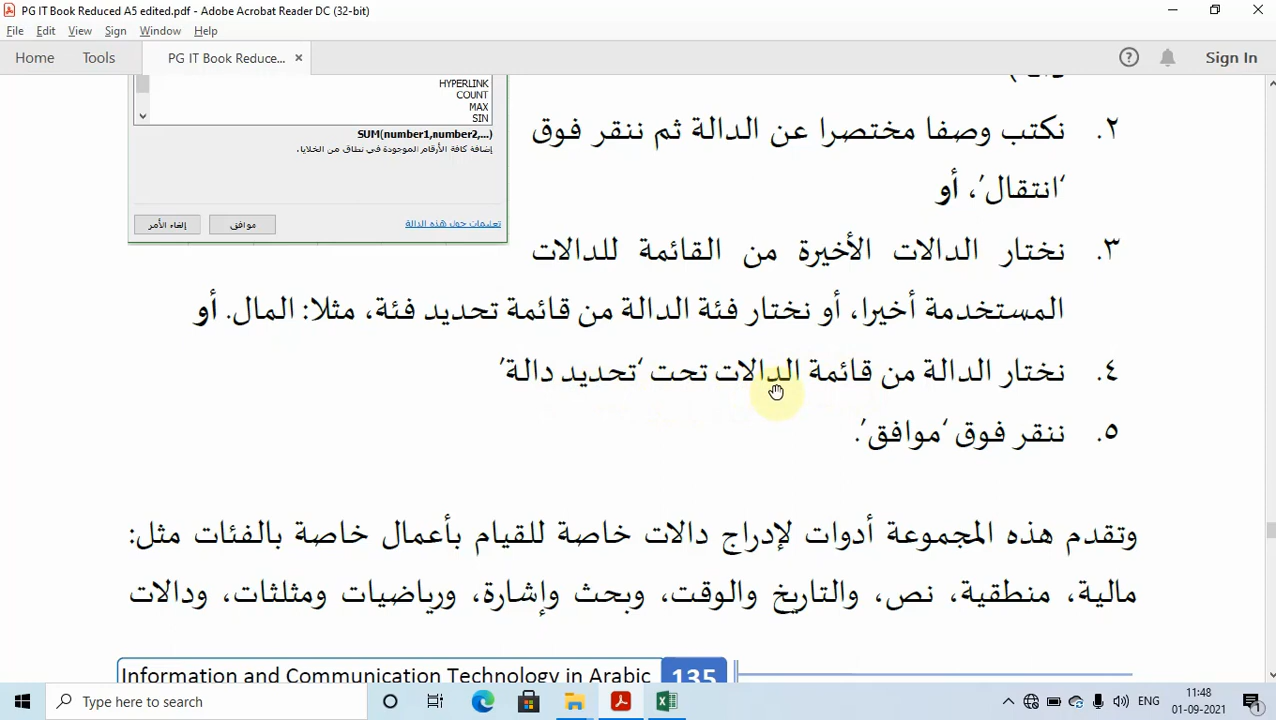 PG IT Book Reduced A5 edited.pdf - Adobe Acrobat Reader DC (32-bit)
File Edit View Sign Window Help
Home Tools PG IT Book Reduce... × Sign In
HYPERLINK
COUNT
MAX
SIN
SUM(number1,number2,...)
إضافة كافة الأرقام الموجودة في نطاق من الخلايا.
تعليمات حول هذه الدالة
موافق
إلغاء الأمر
٢. نكتب وصفا مختصرا عن الدالة ثم ننقر فوق
‘انتقال’، أو
٣. نختار الدالات الأخيرة من القائمة للدالات
المستخدمة أخيرا، أو نختار فئة الدالة من قائمة تحديد فئة، مثلا: المال. أو
٤. نختار الدالة من قائمة الدالات تحت ‘تحديد دالة’
٥. ننقر فوق ‘موافق’.
وتقدم هذه المجموعة أدوات لإدراج دالات خاصة للقيام بأعمال خاصة بالفئات مثل:
مالية، منطقية، نص، والتاريخ والوقت، وبحث وإشارة، ورياضيات ومثلثات، ودالات
Information and Communication Technology in Arabic 135
Type here to search
ENG
11:48
01-09-2021